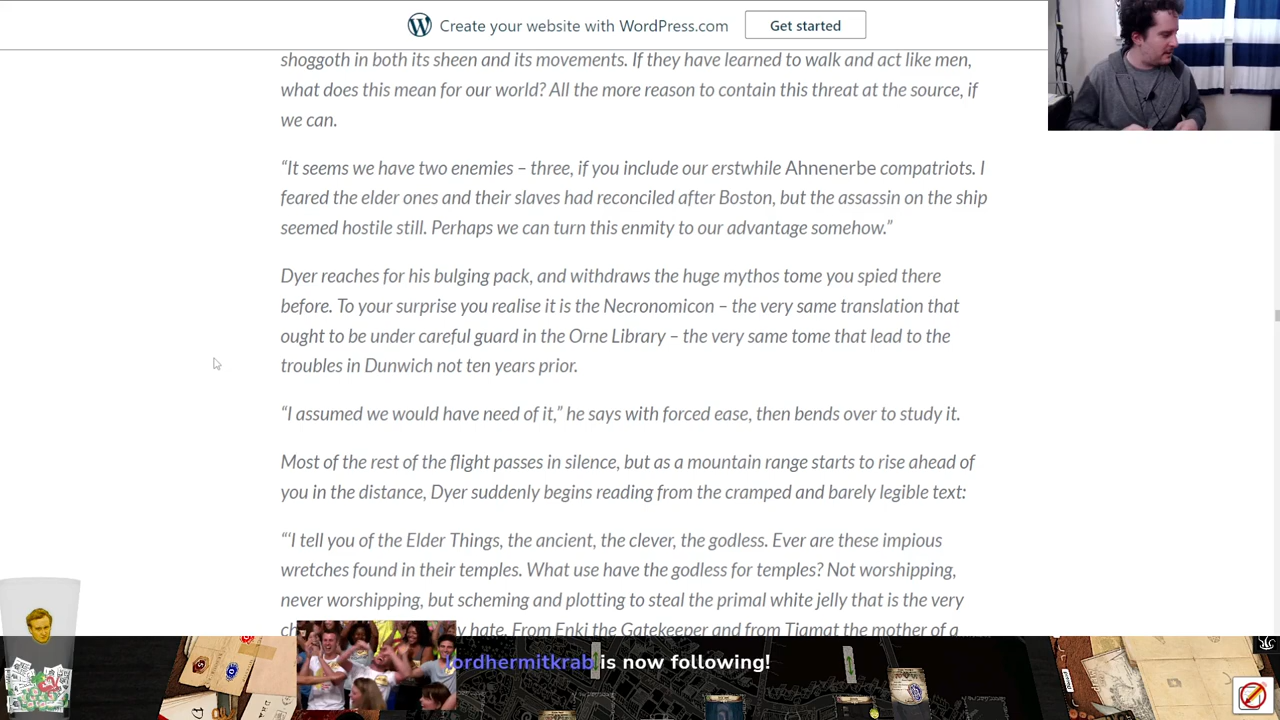 Create your website with WordPress.com
Get started
shoggoth in both its sheen and its movements. If they have learned to walk and act like men,
what does this mean for our world? All the more reason to contain this threat at the source, if
we can.
“It seems we have two enemies – three, if you include our erstwhile Ahnenerbe compatriots. I
feared the elder ones and their slaves had reconciled after Boston, but the assassin on the ship
seemed hostile still. Perhaps we can turn this enmity to our advantage somehow.”
Dyer reaches for his bulging pack, and withdraws the huge mythos tome you spied there
before. To your surprise you realise it is the Necronomicon – the very same translation that
ought to be under careful guard in the Orne Library – the very same tome that lead to the
troubles in Dunwich not ten years prior.
“I assumed we would have need of it,” he says with forced ease, then bends over to study it.
Most of the rest of the flight passes in silence, but as a mountain range starts to rise ahead of
you in the distance, Dyer suddenly begins reading from the cramped and barely legible text:
“‘I tell you of the Elder Things, the ancient, the clever, the godless. Ever are these impious
wretches found in their temples. What use have the godless for temples? Not worshipping,
never worshipping, but scheming and plotting to steal the primal white jelly that is the very
hate. From Enki the Gatekeeper and from Tiamat the mother of a
lordhermitkrab is now following!